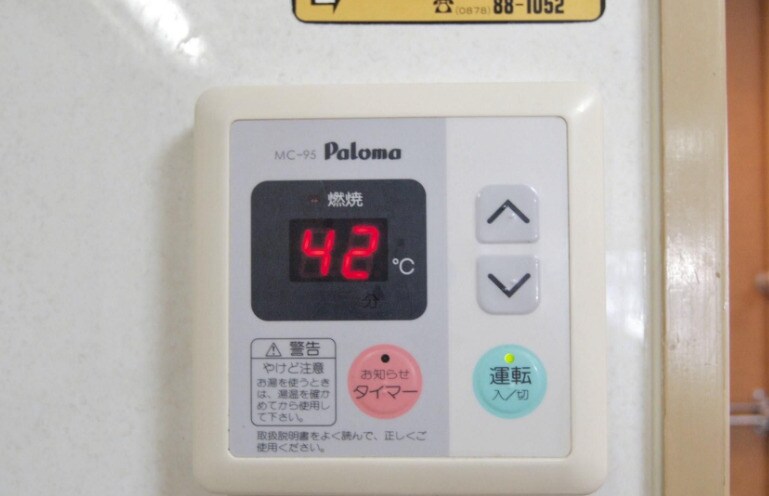 ☎(0878)88-1052
MC-95 Paloma
燃焼
42 ℃
⚠ 警告
やけど注意
お湯を使うとき
は、湯温を確か
めてから使用し
て下さい。
取扱説明書をよく読んで、正しくご
使用ください。
お知らせ
タイマー
運転
入/切